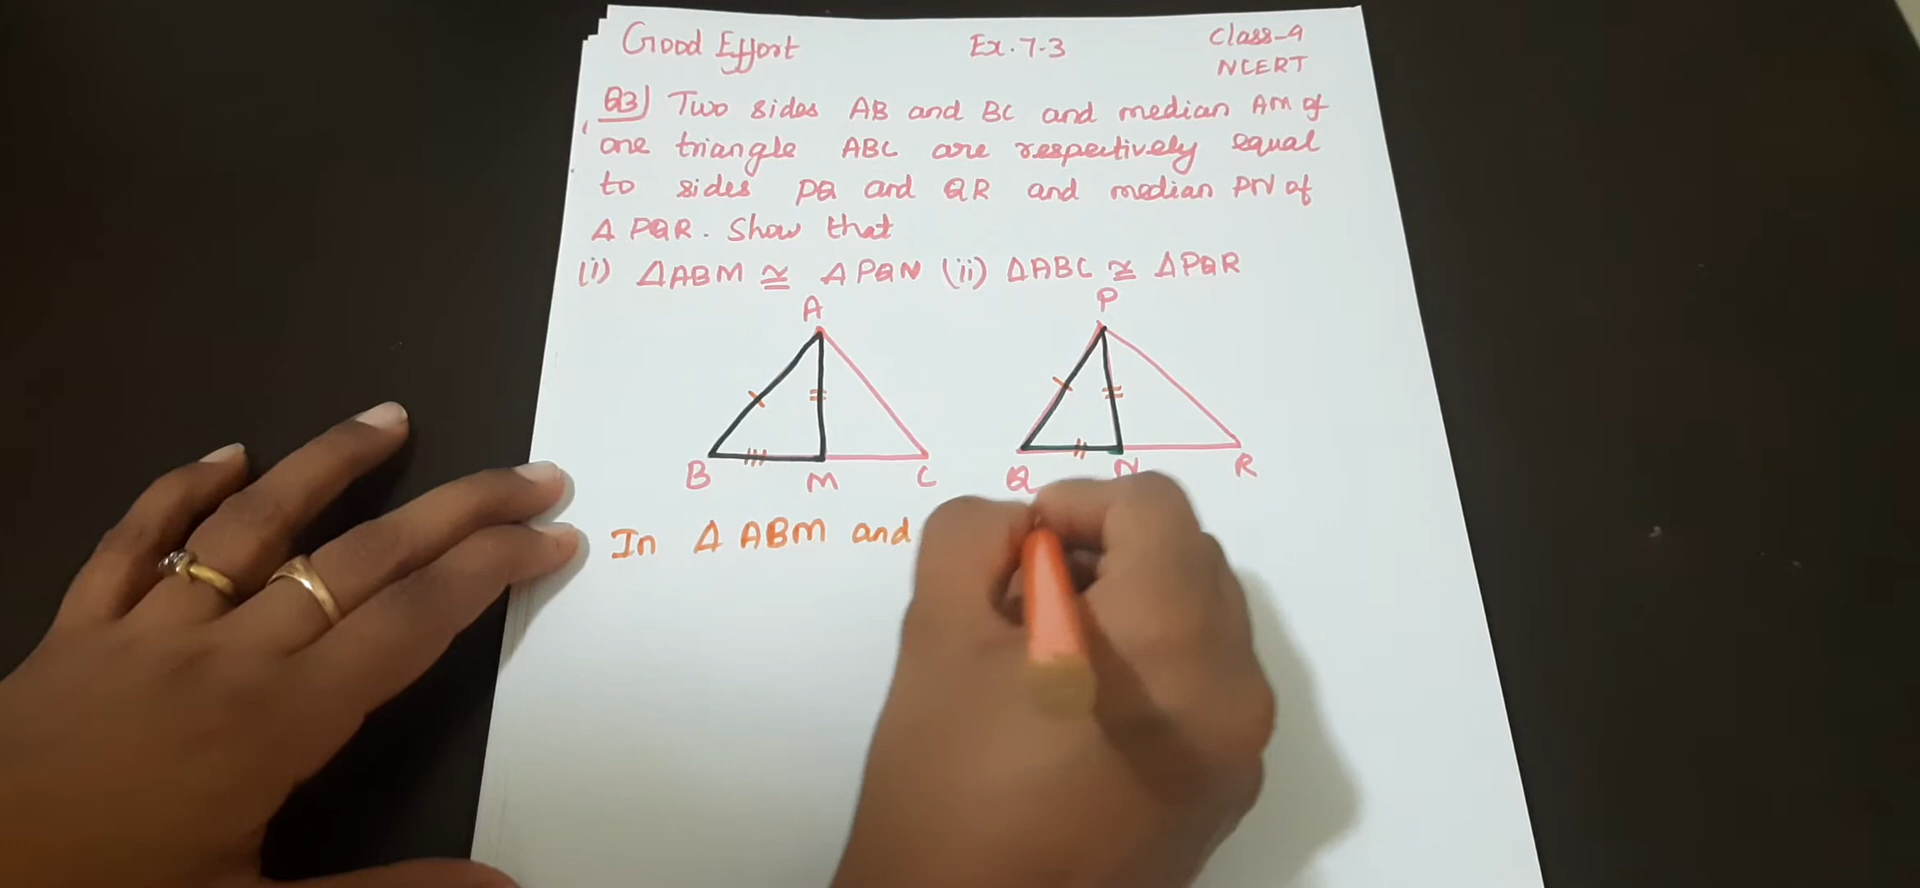 Good Effort
Ex. 7.3
Class-9
NCERT
Q3) Two sides AB and BC and median AM of
one triangle ABC are respectively equal
to sides PQ and QR and median PN of
Δ PQR. Show that
(i) ΔABM ≅ ΔPQN (ii) ΔABC ≅ ΔPQR
A P
B M C Q N R
In Δ ABM and